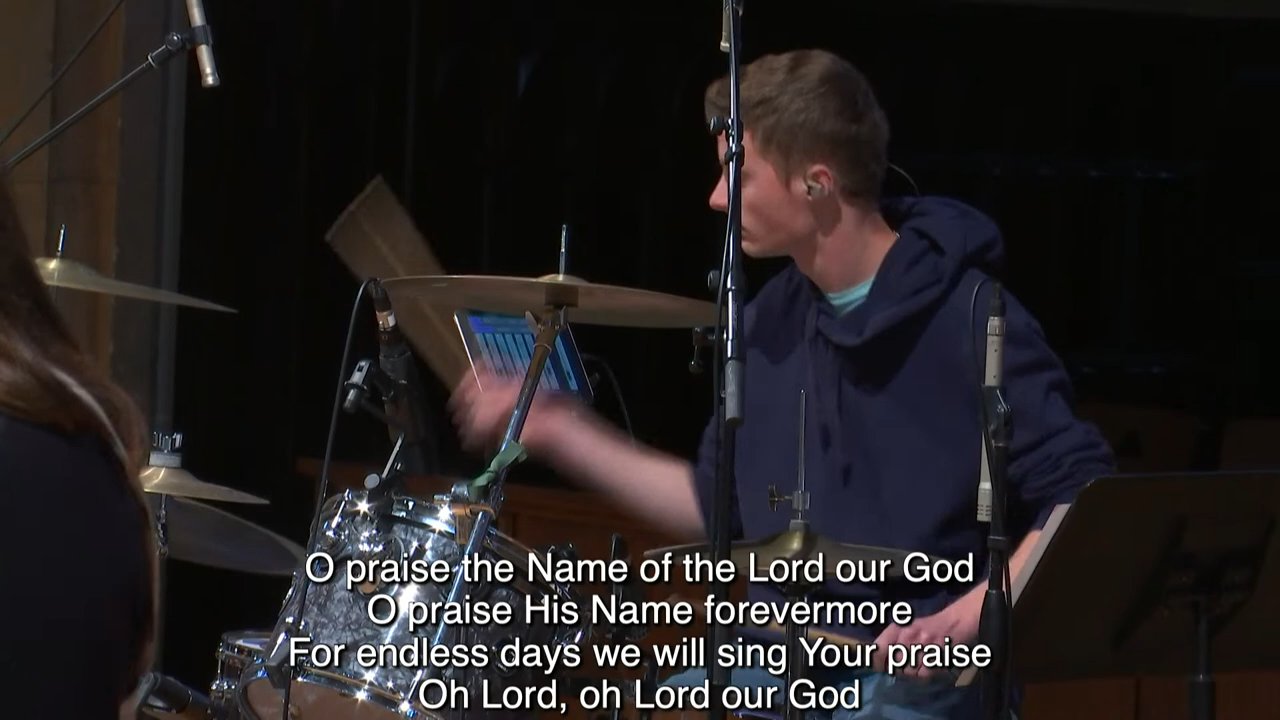 O praise the Name of the Lord our God
O praise His Name forevermore
For endless days we will sing Your praise
Oh Lord, oh Lord our God